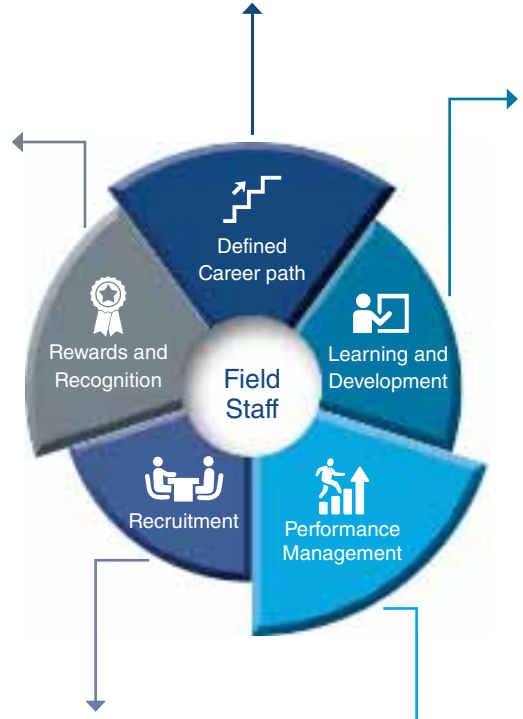 Defined
Career path
Rewards and
Recognition
Learning and
Development
Field
Staff
Recruitment
Performance
Management